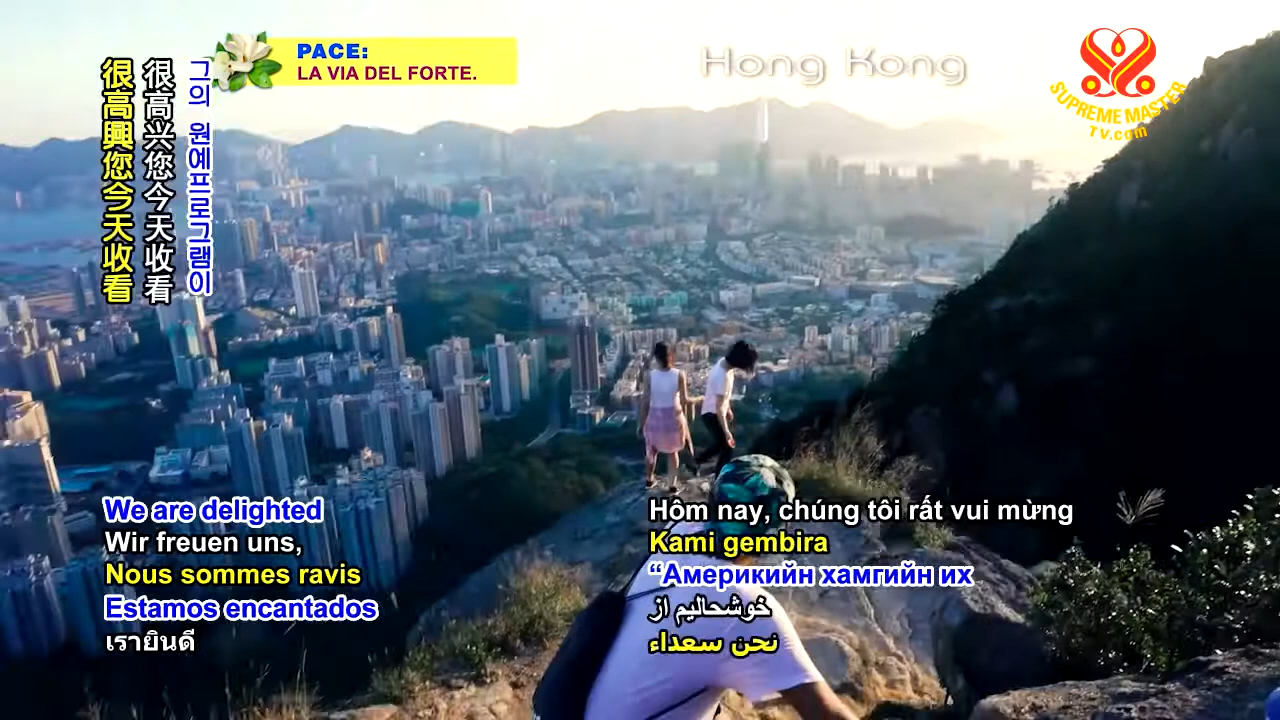 PACE:
LA VIA DEL FORTE.
Hong Kong
SUPREME MASTER
TV.com
很高興您今天收看
很高兴您今天收看
그의 원예프로그램이
We are delighted
Wir freuen uns,
Nous sommes ravis
Estamos encantados
เรายินดี
Hôm nay, chúng tôi rất vui mừng
Kami gembira
“Америкийн хамгийн их
خوشحالیم از
نحن سعداء